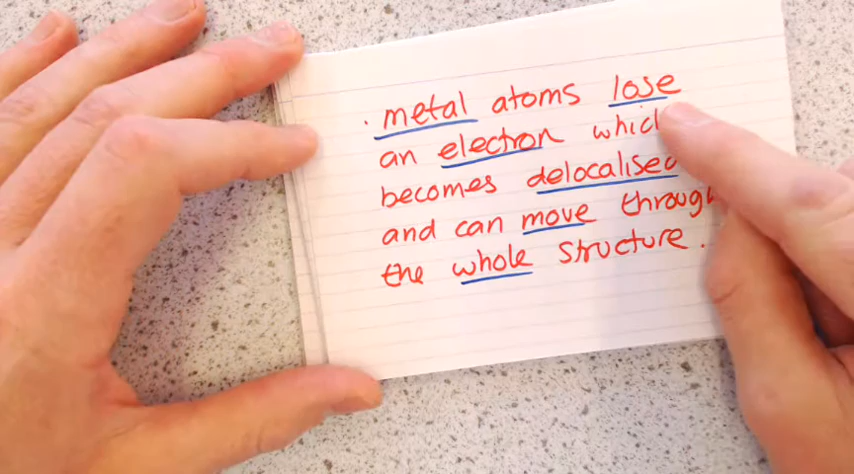 · metal atoms lose
an electron which
becomes delocalised
and can move through
the whole structure.